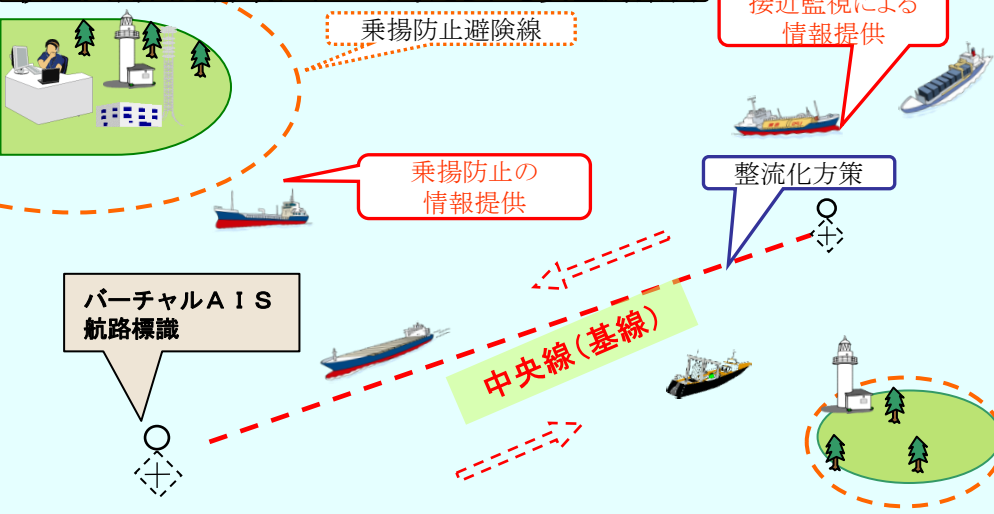 乗揚防止避険線
接近監視による
情報提供
乗揚防止の
情報提供
整流化方策
バーチャルＡＩＳ
航路標識
中央線(基線)